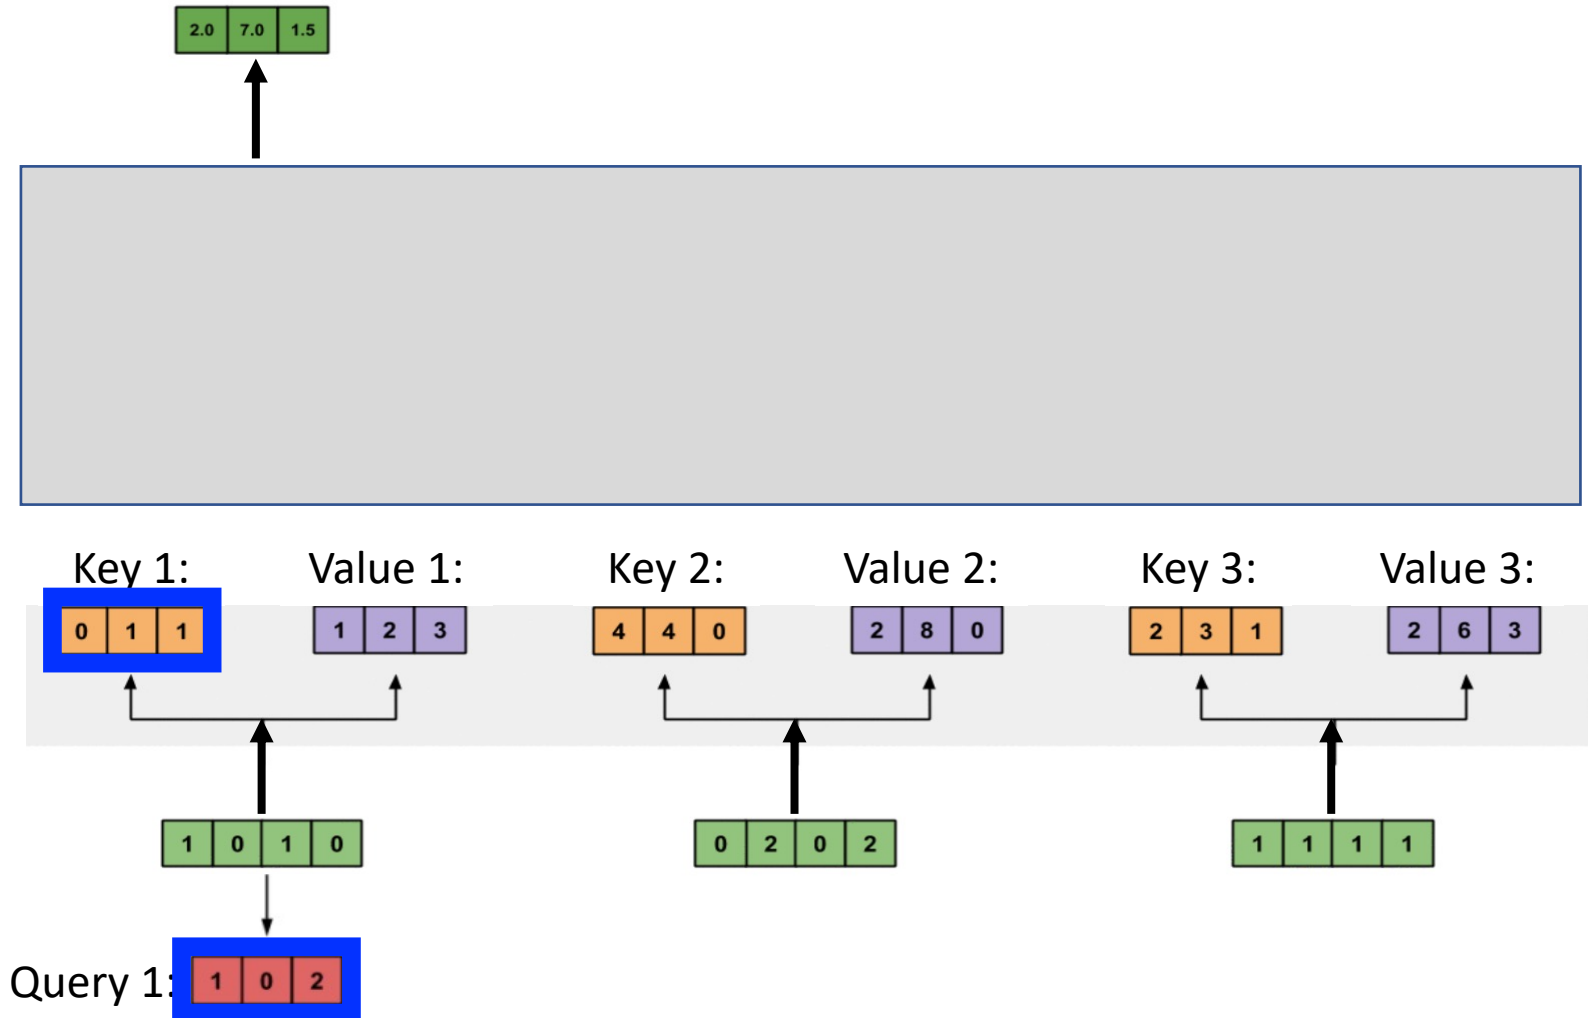 2.0 7.0 1.5
Key 1: Value 1: Key 2: Value 2: Key 3: Value 3:
0 1 1 1 2 3 4 4 0 2 8 0 2 3 1 2 6 3
1 0 1 0 0 2 0 2 1 1 1 1
Query 1: 1 0 2